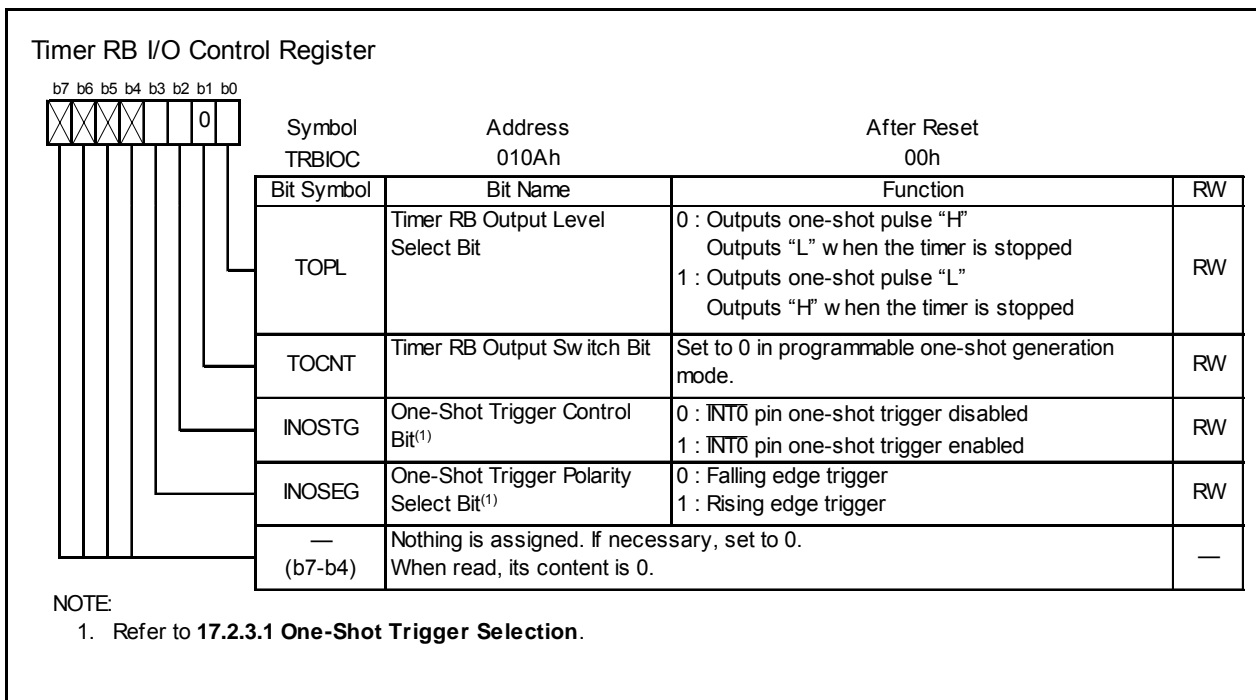 Timer RB I/O Control Register
b7 b6 b5 b4 b3 b2 b1 b0
0
Symbol Address After Reset
TRBIOC 010Ah 00h
Bit Symbol Bit Name Function RW
TOPL
Timer RB Output Level
Select Bit
0 : Outputs one-shot pulse “H”
Outputs “L” when the timer is stopped
1 : Outputs one-shot pulse “L”
Outputs “H” when the timer is stopped
RW
TOCNT
Timer RB Output Switch Bit
Set to 0 in programmable one-shot generation
mode.
RW
INOSTG
One-Shot Trigger Control
Bit(1)
0 : INT0 pin one-shot trigger disabled
1 : INT0 pin one-shot trigger enabled
RW
INOSEG
One-Shot Trigger Polarity
Select Bit(1)
0 : Falling edge trigger
1 : Rising edge trigger
RW
—
(b7-b4)
Nothing is assigned. If necessary, set to 0.
When read, its content is 0.
—
NOTE:
1. Refer to 17.2.3.1 One-Shot Trigger Selection.